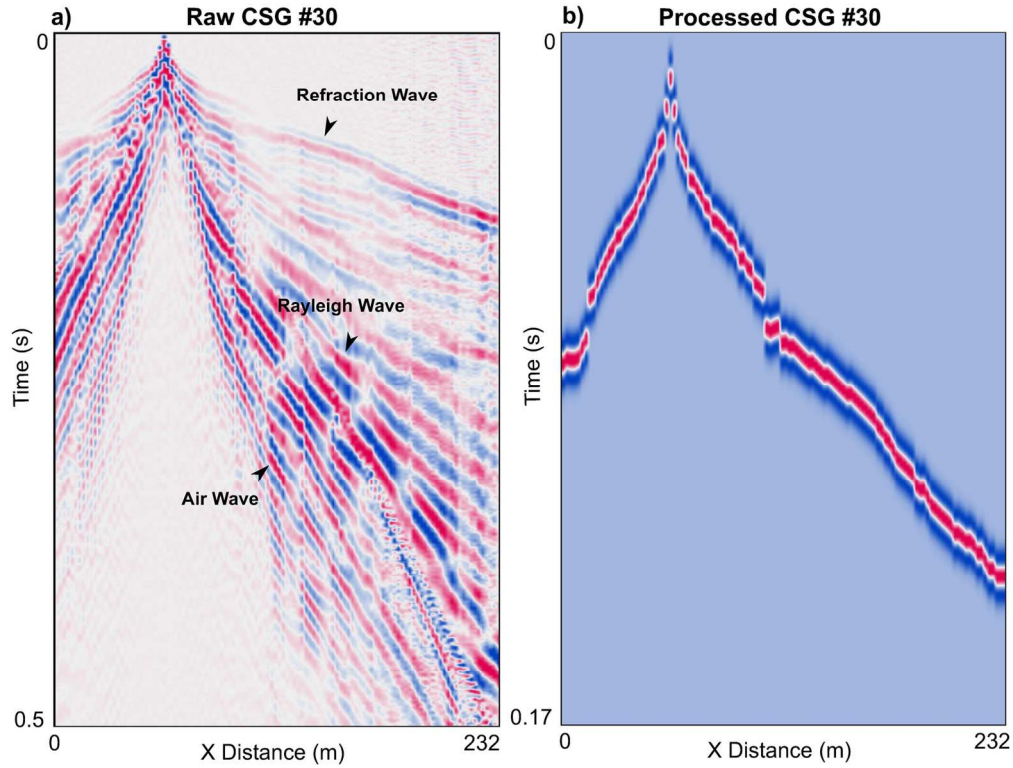 a)
Raw CSG #30
0
Refraction Wave
Rayleigh Wave
Air Wave
Time (s)
0.5
0
X Distance (m)
232
b)
Processed CSG #30
0
Time (s)
0.17
0
X Distance (m)
232